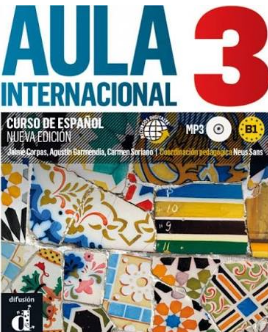 AULA 3
INTERNACIONAL
CURSO DE ESPAÑOL
NUEVA EDICIÓN
MP3
B1
Jaime Corpas, Agustín Garmendia, Carmen Soriano | Coordinación pedagógica Neus Sans
difusión